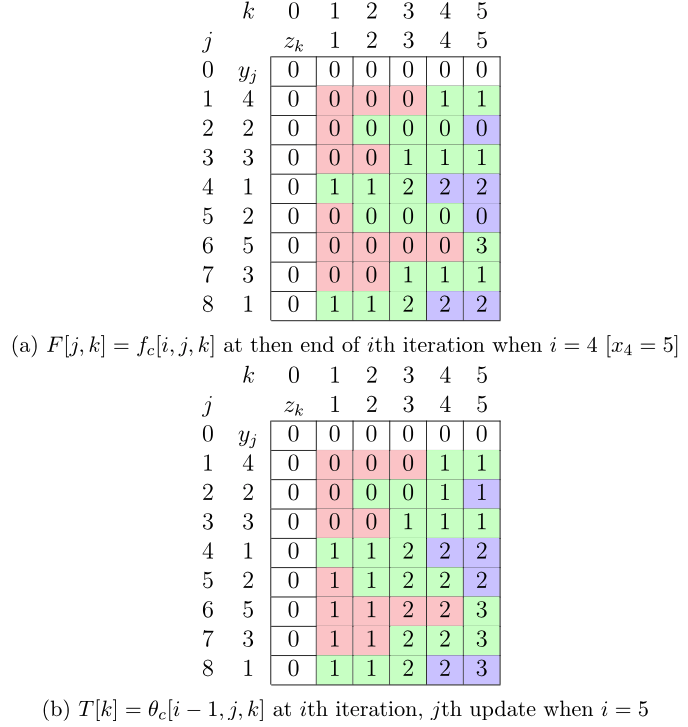 k 0 1 2 3 4 5
j z_k 1 2 3 4 5
0 y_j 0 0 0 0 0 0
1 4 0 0 0 0 1 1
2 2 0 0 0 0 0 0
3 3 0 0 0 1 1 1
4 1 0 1 1 2 2 2
5 2 0 0 0 0 0 0
6 5 0 0 0 0 0 3
7 3 0 0 0 1 1 1
8 1 0 1 1 2 2 2
(a) F[j, k] = f_c[i, j, k] at then end of ith iteration when i = 4 [x_4 = 5]
k 0 1 2 3 4 5
j z_k 1 2 3 4 5
0 y_j 0 0 0 0 0 0
1 4 0 0 0 0 1 1
2 2 0 0 0 0 1 1
3 3 0 0 0 1 1 1
4 1 0 1 1 2 2 2
5 2 0 1 1 2 2 2
6 5 0 1 1 2 2 3
7 3 0 1 1 2 2 3
8 1 0 1 1 2 2 3
(b) T[k] = θ_c[i − 1, j, k] at ith iteration, jth update when i = 5